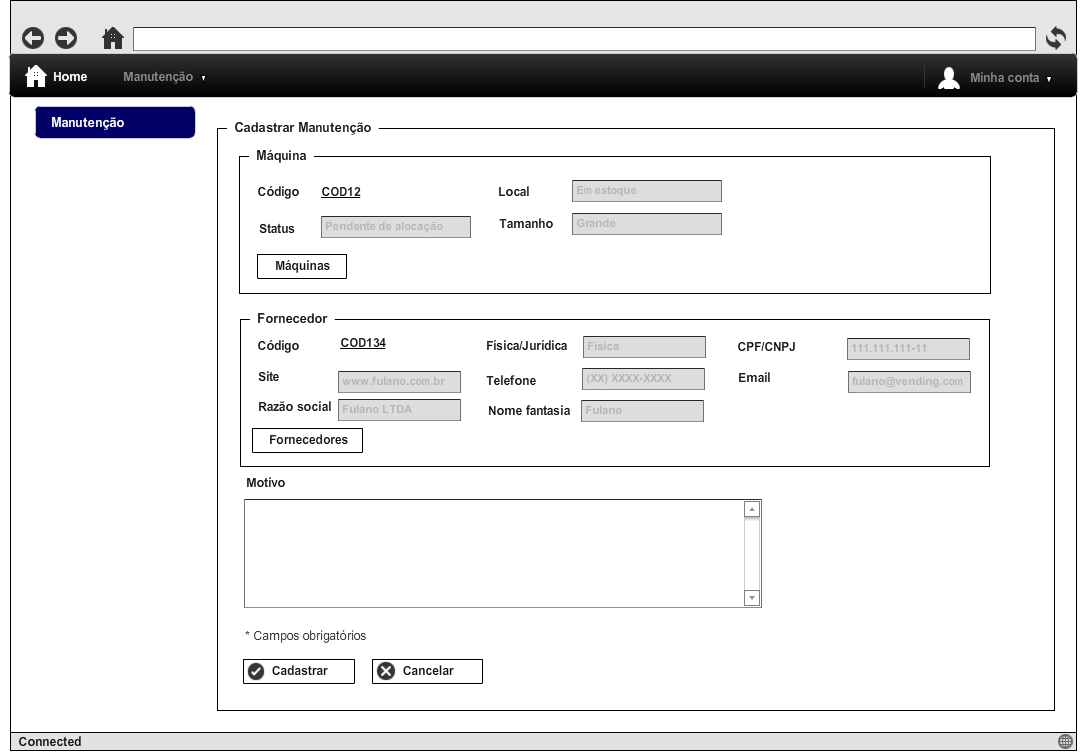 Home Manutenção Minha conta
Manutenção
Cadastrar Manutenção
Máquina
Código COD12 Local Em estoque
Status Pendente de alocação Tamanho Grande
Máquinas
Fornecedor
Código COD134 Física/Jurídica Física CPF/CNPJ 111.111.111-11
Site www.fulano.com.br Telefone (XX) XXXX-XXXX Email fulano@vending.com
Razão social Fulano LTDA Nome fantasia Fulano
Fornecedores
Motivo
* Campos obrigatórios
Cadastrar Cancelar
Connected